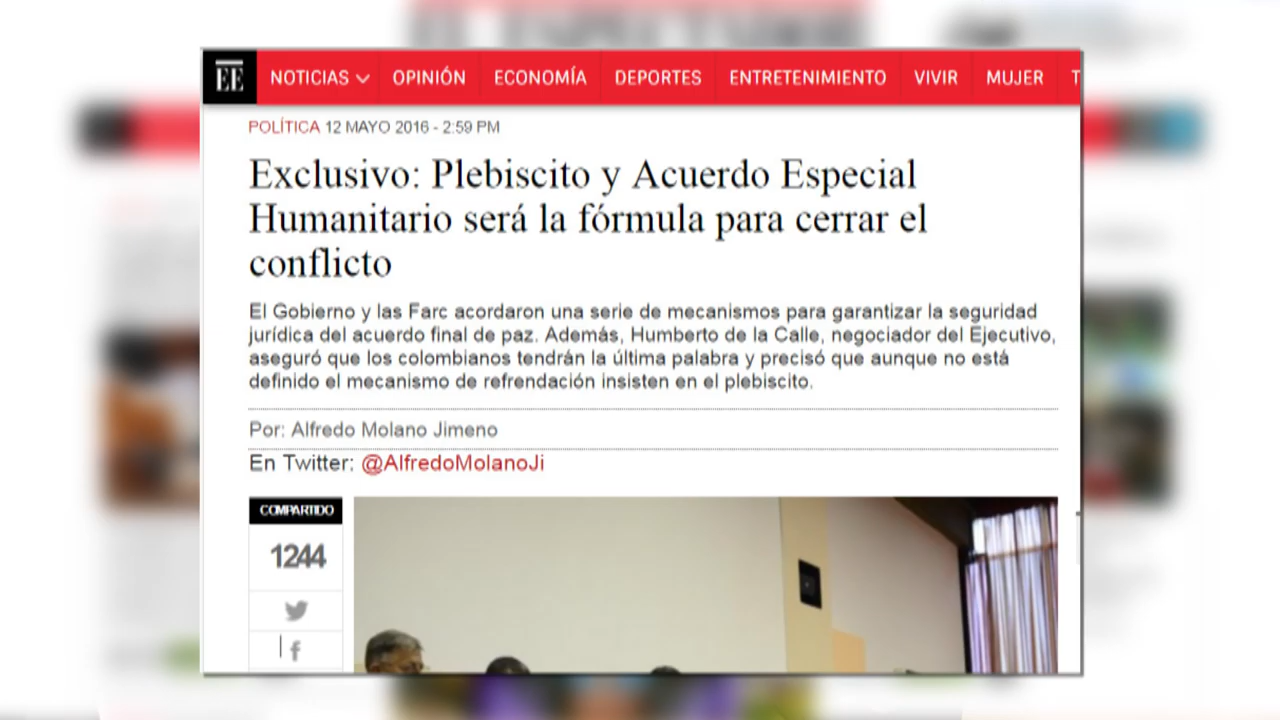 EE NOTICIAS OPINIÓN ECONOMÍA DEPORTES ENTRETENIMIENTO VIVIR MUJER
POLÍTICA 12 MAYO 2016 - 2:59 PM
Exclusivo: Plebiscito y Acuerdo Especial
Humanitario será la fórmula para cerrar el
conflicto
El Gobierno y las Farc acordaron una serie de mecanismos para garantizar la seguridad
jurídica del acuerdo final de paz. Además, Humberto de la Calle, negociador del Ejecutivo,
aseguró que los colombianos tendrán la última palabra y precisó que aunque no está
definido el mecanismo de refrendación insisten en el plebiscito.
Por: Alfredo Molano Jimeno
En Twitter: @AlfredoMolanoJi
COMPARTIDO
1244